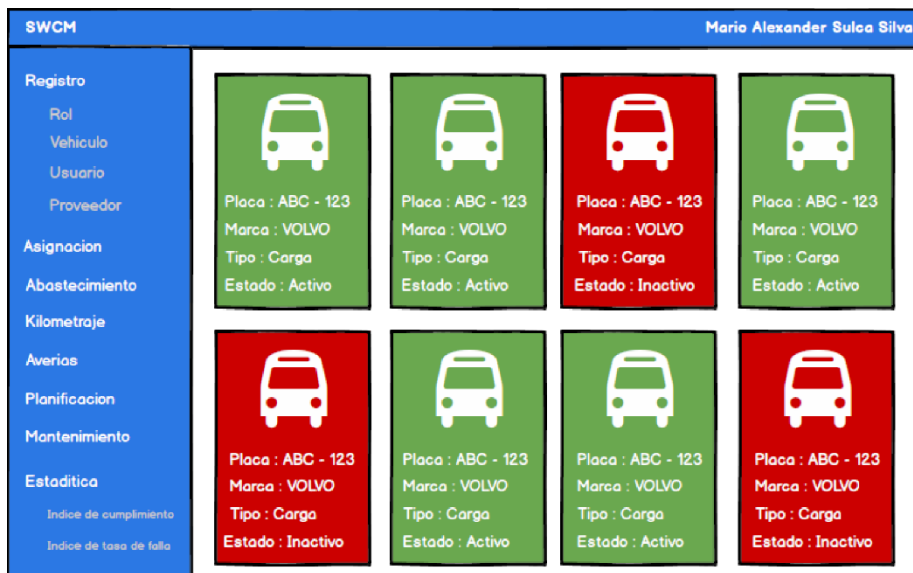 SWCM
Mario Alexander Sulca Silva
Registro
Rol
Vehiculo
Usuario
Proveedor
Asignacion
Abastecimiento
Kilometraje
Averias
Planificacion
Mantenimiento
Estaditica
Indice de cumplimiento
Indice de tasa de falla
Placa : ABC - 123
Marca : VOLVO
Tipo : Carga
Estado : Activo
Placa : ABC - 123
Marca : VOLVO
Tipo : Carga
Estado : Activo
Placa : ABC - 123
Marca : VOLVO
Tipo : Carga
Estado : Inactivo
Placa : ABC - 123
Marca : VOLVO
Tipo : Carga
Estado : Activo
Placa : ABC - 123
Marca : VOLVO
Tipo : Carga
Estado : Inactivo
Placa : ABC - 123
Marca : VOLVO
Tipo : Carga
Estado : Activo
Placa : ABC - 123
Marca : VOLVO
Tipo : Carga
Estado : Activo
Placa : ABC - 123
Marca : VOLVO
Tipo : Carga
Estado : Inactivo